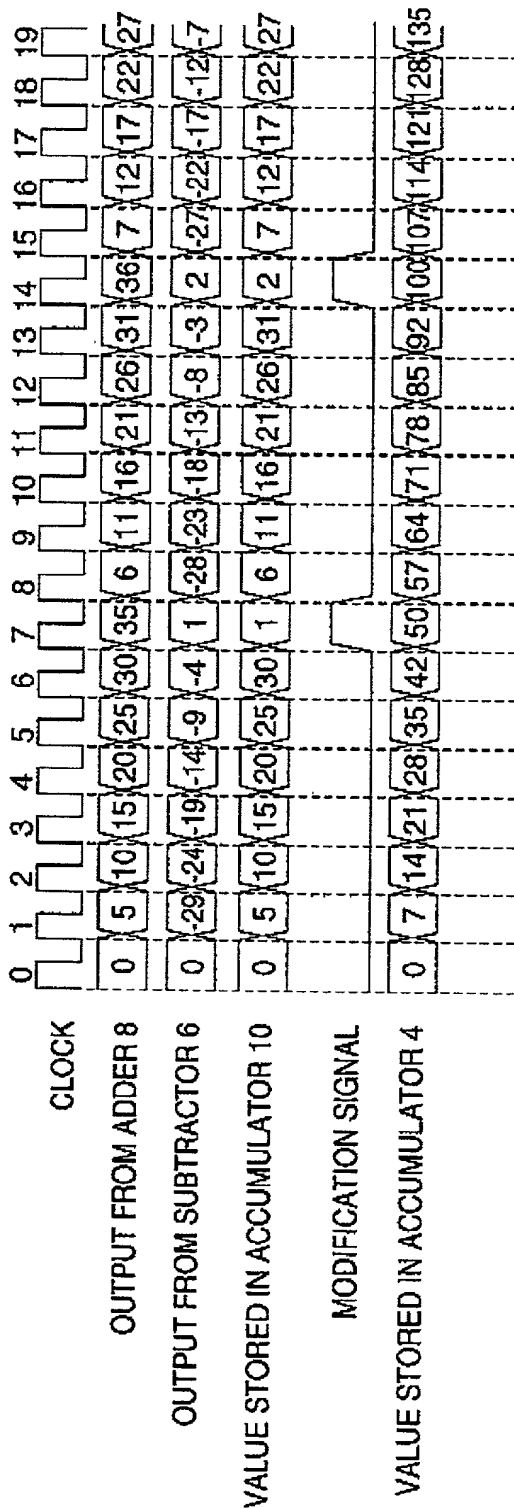 0 1 2 3 4 5 6 7 8 9 10 11 12 13 14 15 16 17 18 19
CLOCK
OUTPUT FROM ADDER 8 0 5 10 15 20 25 30 35 6 11 16 21 26 31 36 7 12 17 22 27
OUTPUT FROM SUBTRACTOR 6 0 -29 -24 -19 -14 -9 -4 1 -28 -23 -18 -13 -8 -3 2 -27 -22 -17 -12 -7
VALUE STORED IN ACCUMULATOR 10 0 5 10 15 20 25 30 1 6 11 16 21 26 31 2 7 12 17 22 27
MODIFICATION SIGNAL
VALUE STORED IN ACCUMULATOR 4 0 7 14 21 28 35 42 50 57 64 71 78 85 92 100 107 114 121 128 135